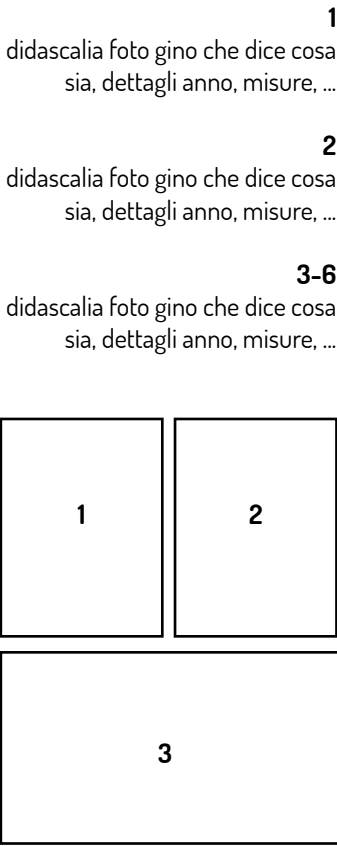 1
didascalia foto gino che dice cosa
sia, dettagli anno, misure, ...
2
didascalia foto gino che dice cosa
sia, dettagli anno, misure, ...
3-6
didascalia foto gino che dice cosa
sia, dettagli anno, misure, ...
1
2
3